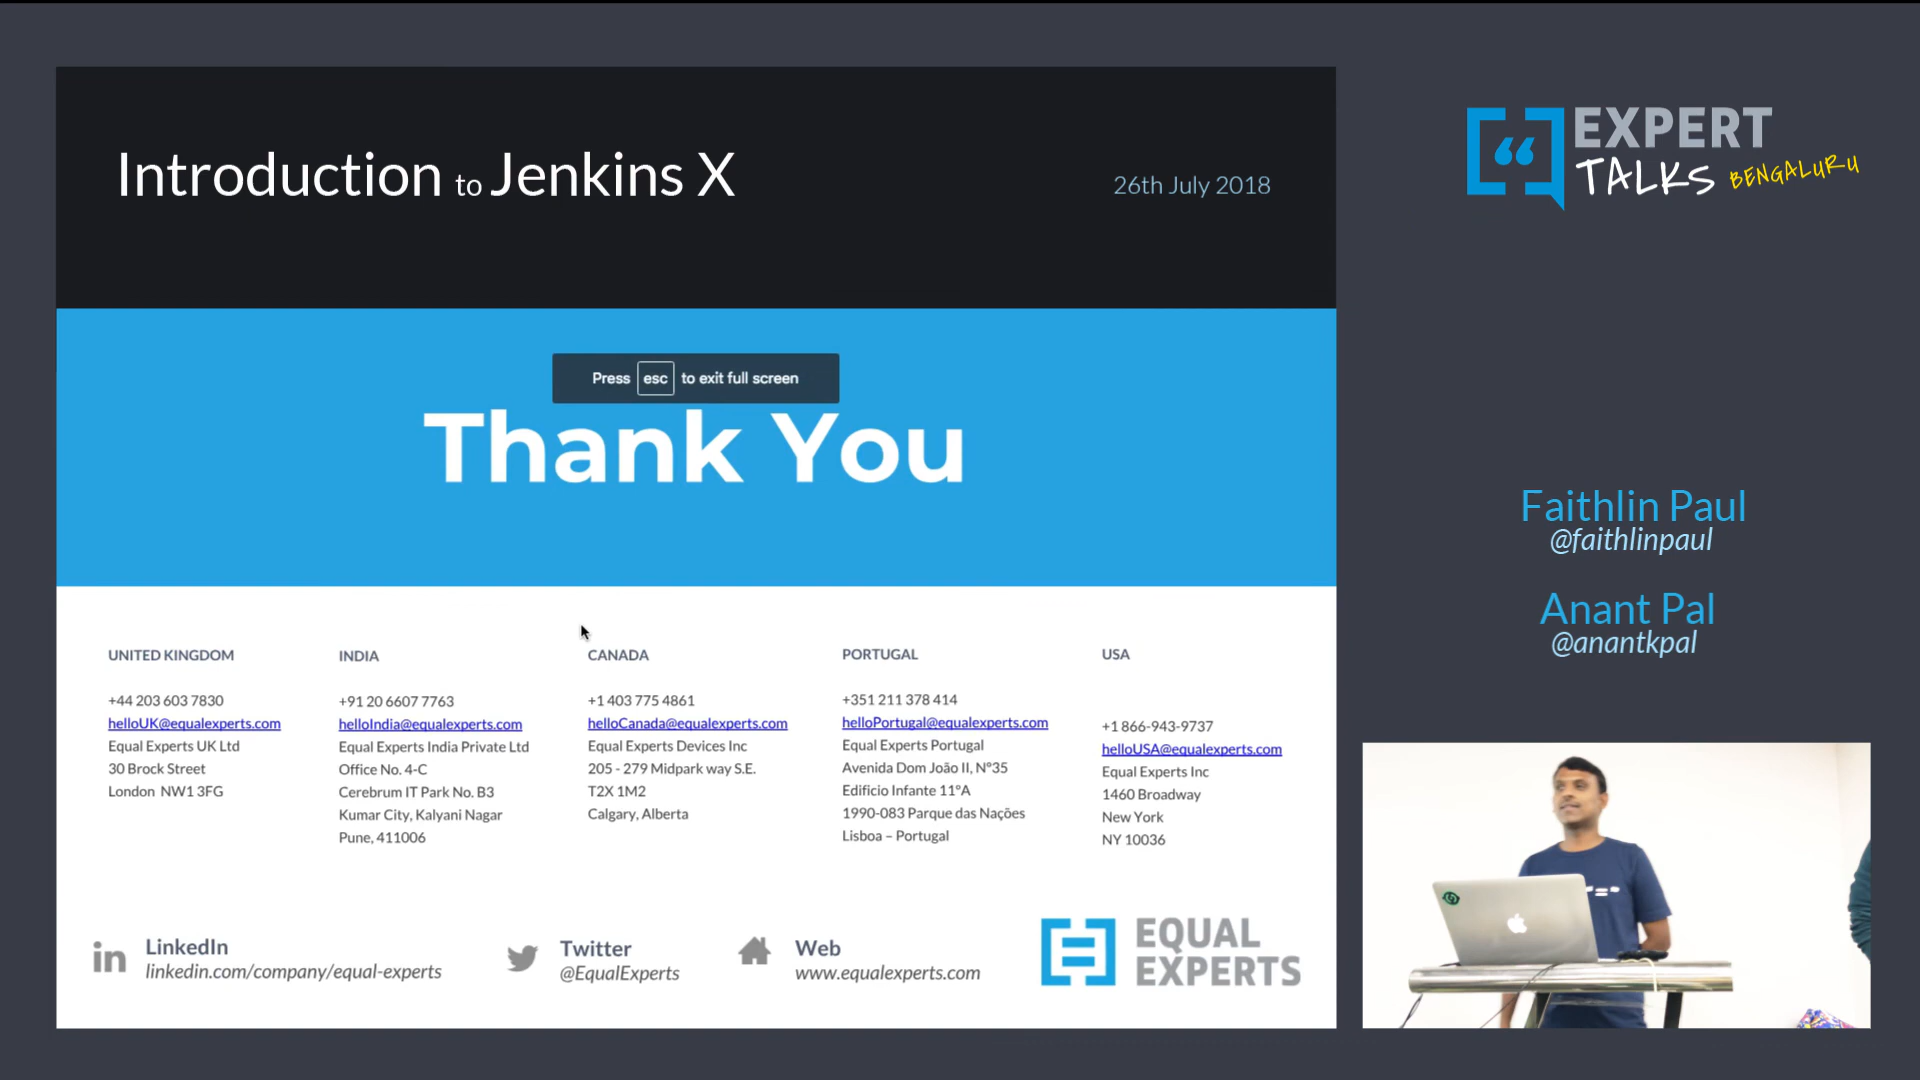 Introduction to Jenkins X
26th July 2018
EXPERT
TALKS BENGALURU
Press esc to exit full screen
Thank You
Faithlin Paul
@faithlinpaul
Anant Pal
@anantkpal
UNITED KINGDOM
+44 203 603 7830
helloUK@equalexperts.com
Equal Experts UK Ltd
30 Brock Street
London NW1 3FG
INDIA
+91 20 6607 7763
helloIndia@equalexperts.com
Equal Experts India Private Ltd
Office No. 4-C
Cerebrum IT Park No. B3
Kumar City, Kalyani Nagar
Pune, 411006
CANADA
+1 403 775 4861
helloCanada@equalexperts.com
Equal Experts Devices Inc
205 - 279 Midpark way S.E.
T2X 1M2
Calgary, Alberta
PORTUGAL
+351 211 378 414
helloPortugal@equalexperts.com
Equal Experts Portugal
Avenida Dom João II, Nº35
Edificio Infante 11ºA
1990-083 Parque das Nações
Lisboa – Portugal
USA
+1 866-943-9737
helloUSA@equalexperts.com
Equal Experts Inc
1460 Broadway
New York
NY 10036
LinkedIn
linkedin.com/company/equal-experts
Twitter
@EqualExperts
Web
www.equalexperts.com
EQUAL
EXPERTS